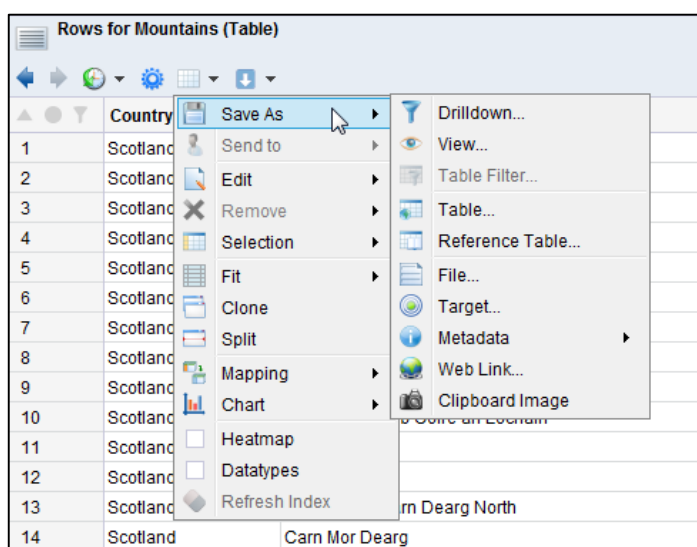 Rows for Mountains (Table)
Country
1 Scotland
2 Scotland
3 Scotland
4 Scotland
5 Scotland
6 Scotland
7 Scotland
8 Scotland
9 Scotland
10 Scotland
11 Scotland
12 Scotland
13 Scotland rn Dearg North
14 Scotland Carn Mor Dearg
Save As
Send to
Edit
Remove
Selection
Fit
Clone
Split
Mapping
Chart
Heatmap
Datatypes
Refresh Index
Drilldown...
View...
Table Filter...
Table...
Reference Table...
File...
Target...
Metadata
Web Link...
Clipboard Image